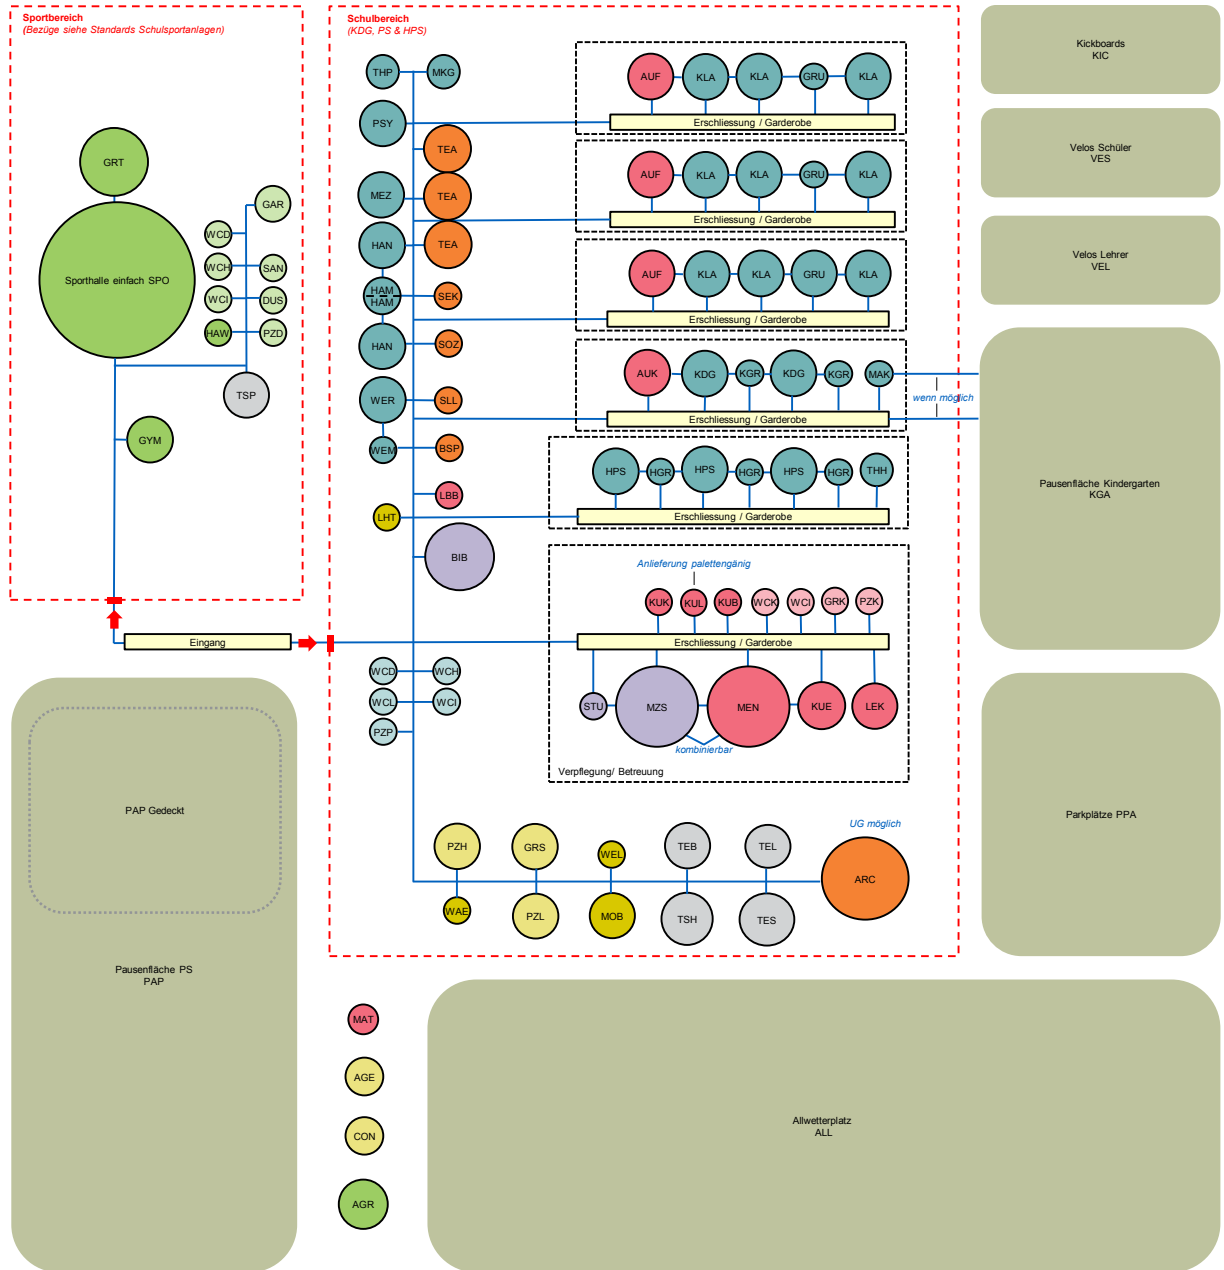 Sportbereich
(Bezüge siehe Standards Schulsportanlagen)
GRT
Sporthalle einfach SPO
GAR
WCD
WCH
SAN
WCI
DUS
HAW
PZD
TSP
GYM
Eingang
Schulbereich
(KDG, PS & HPS)
THP
MKG
PSY
TEA
MEZ
TEA
HAN
TEA
HAM
HAM
SEK
HAN
SOZ
WER
SLL
WEM
BSP
LBB
LHT
BIB
WCD
WCH
WCL
WCI
PZP
AUF
KLA
KLA
GRU
KLA
Erschliessung / Garderobe
AUF
KLA
KLA
GRU
KLA
Erschliessung / Garderobe
AUF
KLA
KLA
GRU
KLA
Erschliessung / Garderobe
AUK
KDG
KGR
KDG
KGR
MAK
wenn möglich
Erschliessung / Garderobe
HPS
HGR
HPS
HGR
HPS
HGR
THH
Erschliessung / Garderobe
Anlieferung palettengänig
KUK
KUL
KUB
WCK
WCI
GRK
PZK
Erschliessung / Garderobe
STU
MZS
MEN
KUE
LEK
kombinierbar
Verpflegung/ Betreuung
PZH
GRS
WEL
TEB
TEL
UG möglich
ARC
WAE
PZL
MOB
TSH
TES
Kickboards
KIC
Velos Schüler
VES
Velos Lehrer
VEL
Pausenfläche Kindergarten
KGA
Parkplätze PPA
PAP Gedeckt
Pausenfläche PS
PAP
MAT
AGE
CON
AGR
Allwetterplatz
ALL